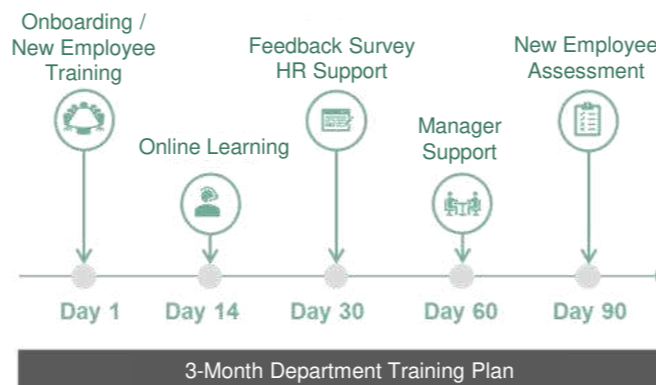 Onboarding /
New Employee
Training
Feedback Survey
HR Support
New Employee
Assessment
Online Learning
Manager
Support
Day 1
Day 14
Day 30
Day 60
Day 90
3-Month Department Training Plan